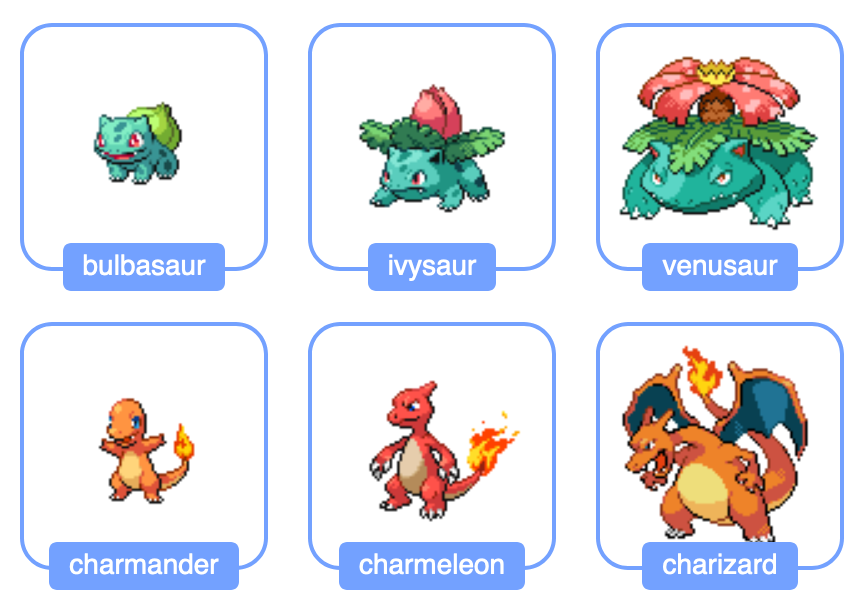 bulbasaur
ivysaur
venusaur
charmander
charmeleon
charizard